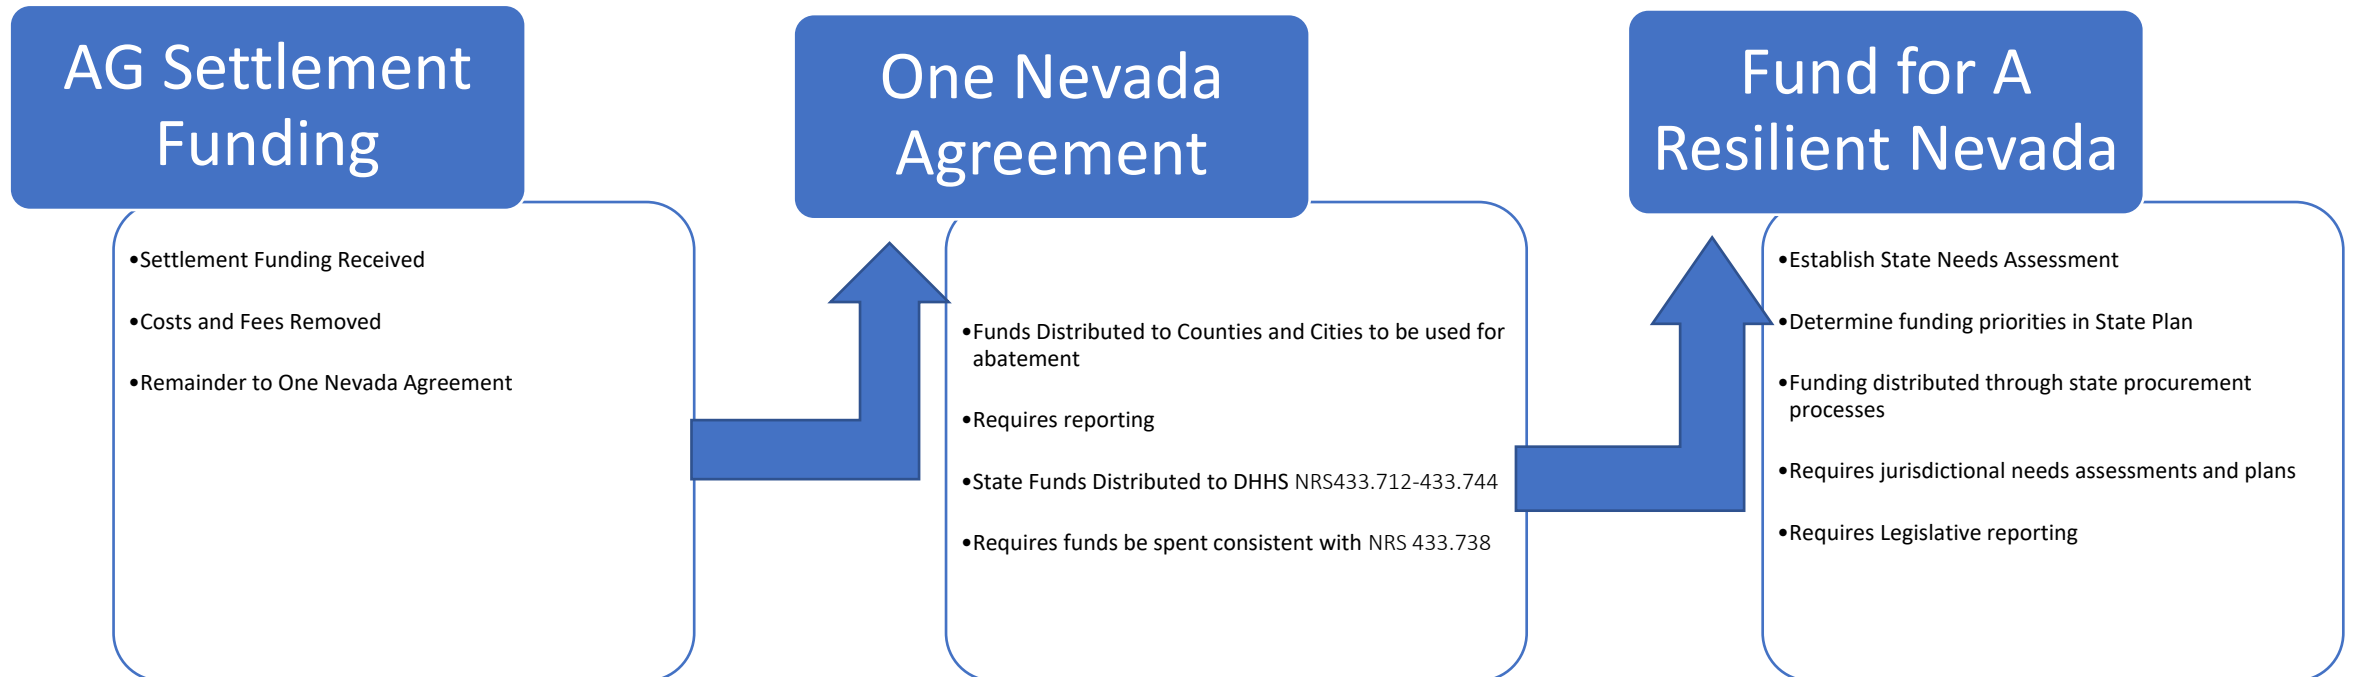 AG Settlement
Funding
•Settlement Funding Received
•Costs and Fees Removed
•Remainder to One Nevada Agreement
One Nevada
Agreement
•Funds Distributed to Counties and Cities to be used for
abatement
•Requires reporting
•State Funds Distributed to DHHS NRS433.712-433.744
•Requires funds be spent consistent with NRS 433.738
Fund for A
Resilient Nevada
•Establish State Needs Assessment
•Determine funding priorities in State Plan
•Funding distributed through state procurement
processes
•Requires jurisdictional needs assessments and plans
•Requires Legislative reporting